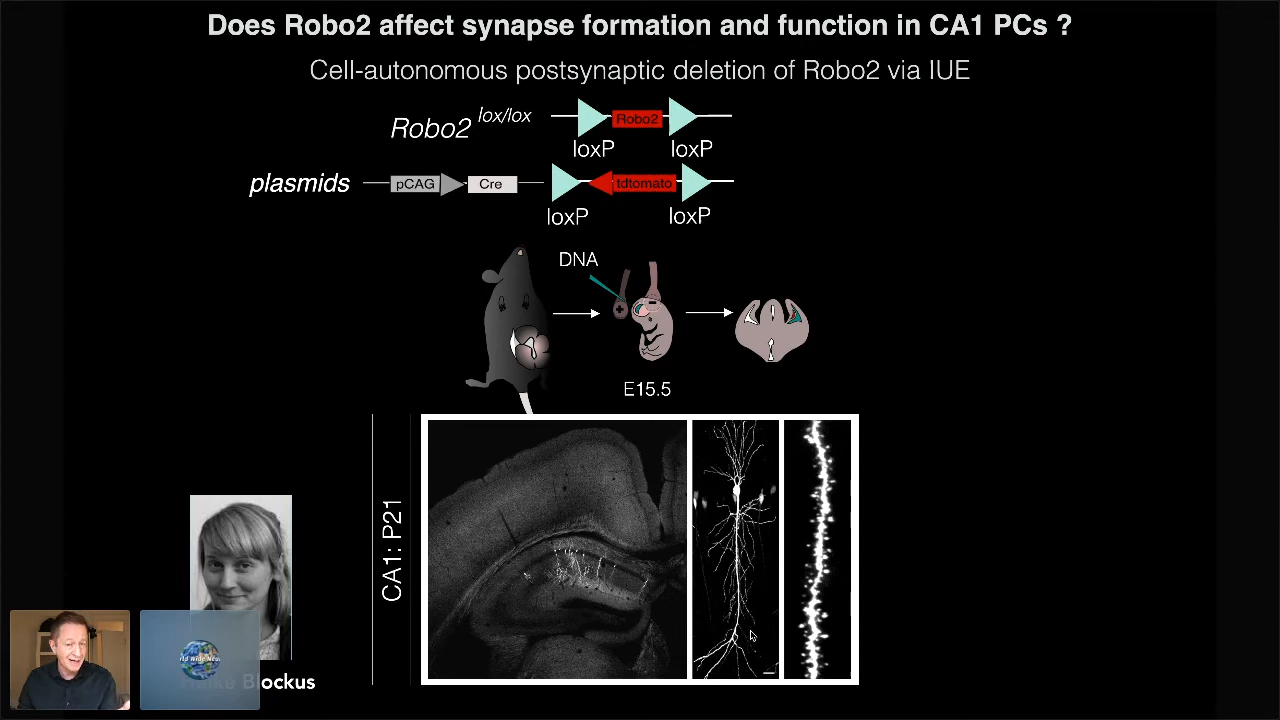 Does Robo2 affect synapse formation and function in CA1 PCs ?
Cell-autonomous postsynaptic deletion of Robo2 via IUE
Robo2 lox/lox
Robo2
loxP loxP
plasmids
pCAG Cre
tdtomato
loxP loxP
DNA
E15.5
CA1: P21
Blockus